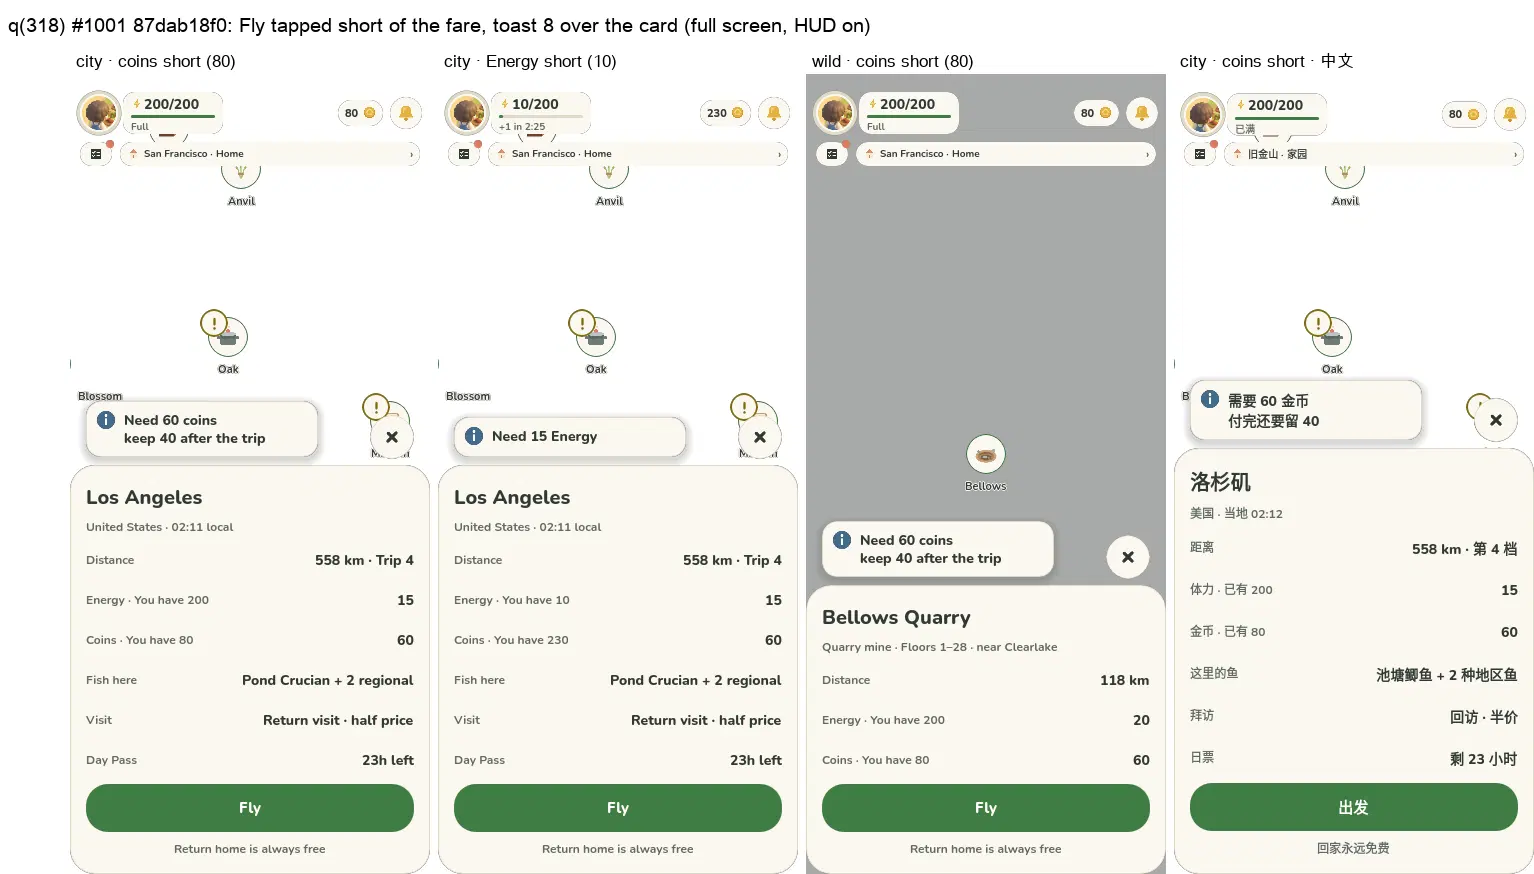 q(318) #1001 87dab18f0: Fly tapped short of the fare, toast 8 over the card (full screen, HUD on)
city · coins short (80)
200/200
Full
80
San Francisco · Home ›
Anvil
Oak
Blossom
Need 60 coins
keep 40 after the trip
Los Angeles
United States · 02:11 local
Distance 558 km · Trip 4
Energy · You have 200 15
Coins · You have 80 60
Fish here Pond Crucian + 2 regional
Visit Return visit · half price
Day Pass 23h left
Fly
Return home is always free
city · Energy short (10)
10/200
+1 in 2:25
230
San Francisco · Home ›
Anvil
Oak
Blossom
Need 15 Energy
Los Angeles
United States · 02:11 local
Distance 558 km · Trip 4
Energy · You have 10 15
Coins · You have 230 60
Fish here Pond Crucian + 2 regional
Visit Return visit · half price
Day Pass 23h left
Fly
Return home is always free
wild · coins short (80)
200/200
Full
80
San Francisco · Home ›
Bellows
Need 60 coins
keep 40 after the trip
Bellows Quarry
Quarry mine · Floors 1–28 · near Clearlake
Distance 118 km
Energy · You have 200 20
Coins · You have 80 60
Fly
Return home is always free
city · coins short · 中文
200/200
已满
80
旧金山 · 家园 ›
Anvil
Oak
需要 60 金币
付完还要留 40
洛杉矶
美国 · 当地 02:12
距离 558 km · 第 4 档
体力 · 已有 200 15
金币 · 已有 80 60
这里的鱼 池塘鲫鱼 + 2 种地区鱼
拜访 回访 · 半价
日票 剩 23 小时
出发
回家永远免费